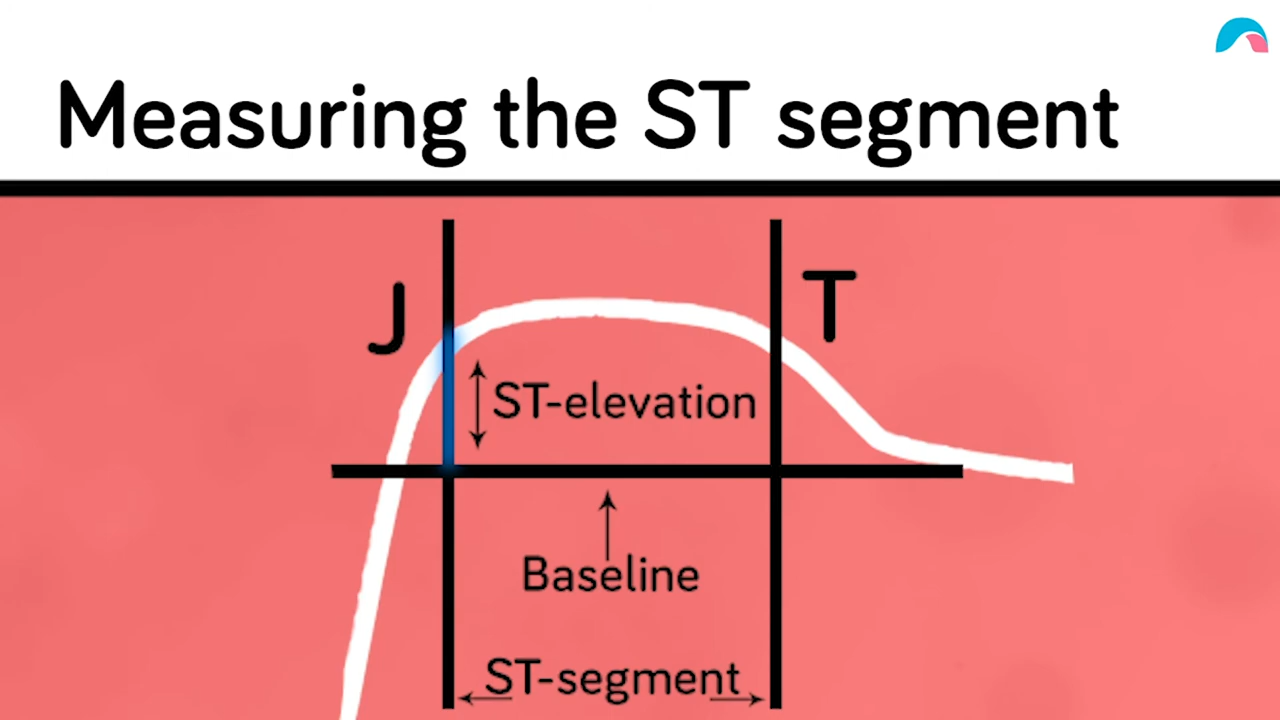 Measuring the ST segment
J
T
ST-elevation
Baseline
ST-segment